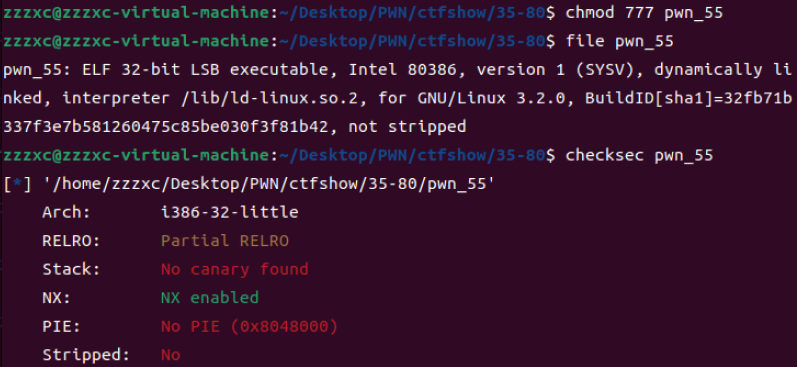 zzzxc@zzzxc-virtual-machine:~/Desktop/PWN/ctfshow/35-80$ chmod 777 pwn_55
zzzxc@zzzxc-virtual-machine:~/Desktop/PWN/ctfshow/35-80$ file pwn_55
pwn_55: ELF 32-bit LSB executable, Intel 80386, version 1 (SYSV), dynamically li
nked, interpreter /lib/ld-linux.so.2, for GNU/Linux 3.2.0, BuildID[sha1]=32fb71b
337f3e7b581260475c85be030f3f81b42, not stripped
zzzxc@zzzxc-virtual-machine:~/Desktop/PWN/ctfshow/35-80$ checksec pwn_55
[*] '/home/zzzxc/Desktop/PWN/ctfshow/35-80/pwn_55'
Arch: i386-32-little
RELRO: Partial RELRO
Stack: No canary found
NX: NX enabled
PIE: No PIE (0x8048000)
Stripped: No